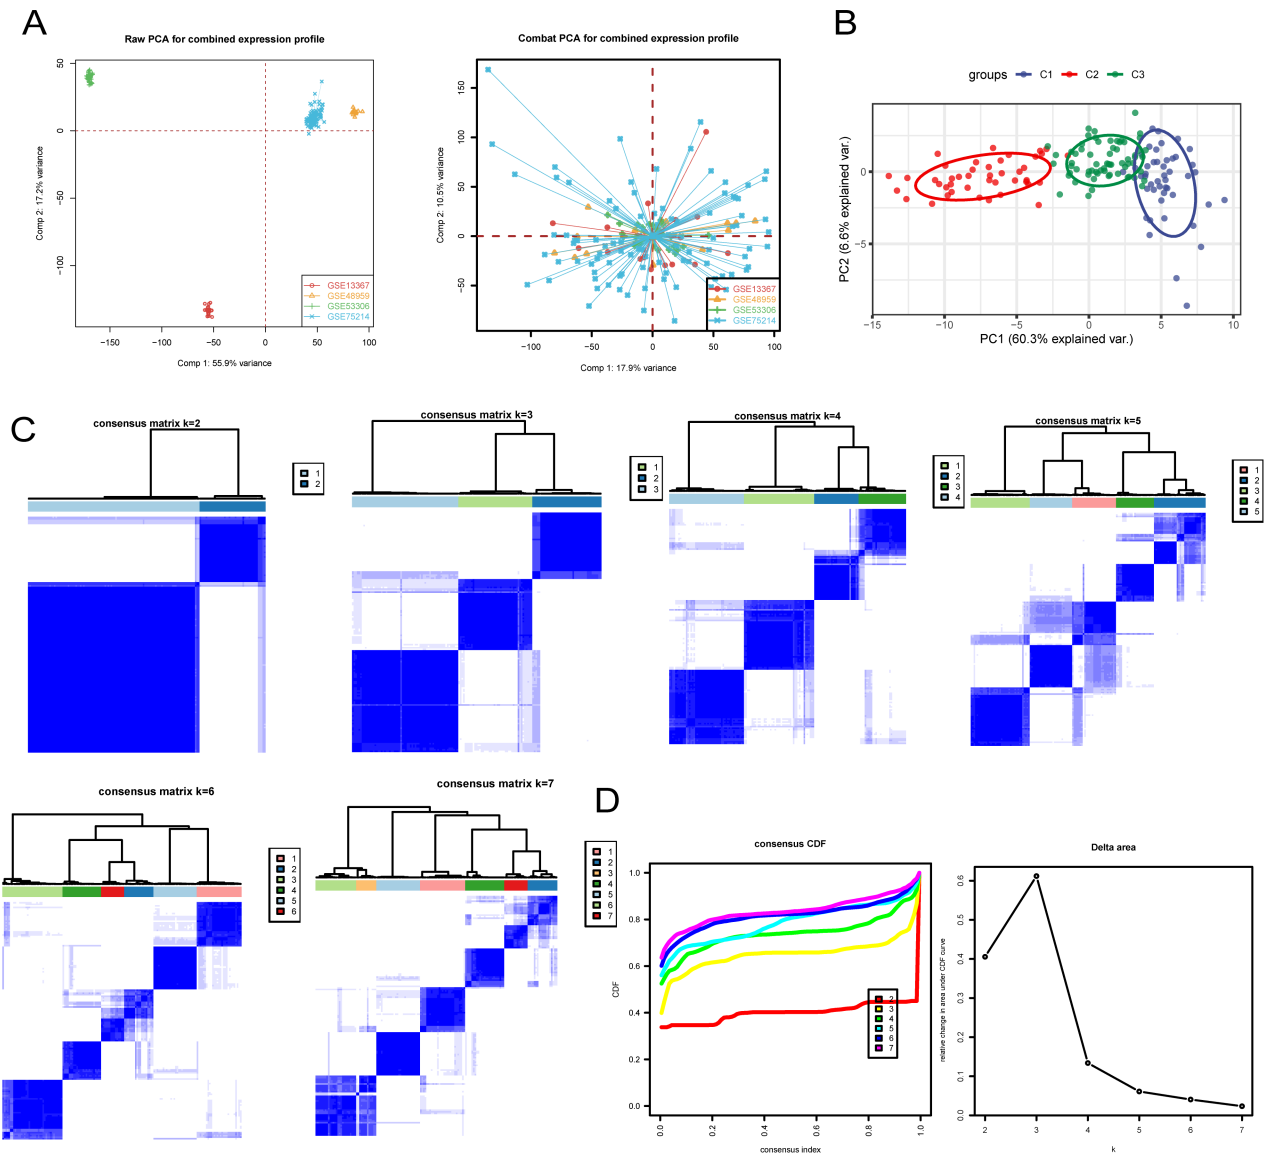 A
Raw PCA for combined expression profile
50
0
−50
−100
Comp 2: 17.2% variance
−150
−100
−50
0
50
100
Comp 1: 55.9% variance
GSE13367
GSE48959
GSE53306
GSE75214
Combat PCA for combined expression profile
150
100
50
0
−50
Comp 2: 10.5% variance
−100
−50
0
50
100
Comp 1: 17.9% variance
GSE13367
GSE48959
GSE53306
GSE75214
B
groups C1 C2 C3
0
−5
PC2 (6.6% explained var.)
−15
−10
−5
0
5
10
PC1 (60.3% explained var.)
C
consensus matrix k=2
1
2
consensus matrix k=3
1
2
3
consensus matrix k=4
1
2
3
4
consensus matrix k=5
1
2
3
4
5
consensus matrix k=6
1
2
3
4
5
6
consensus matrix k=7
1
2
3
4
5
6
7
D
consensus CDF
1.0
0.8
0.6
0.4
0.2
0.0
CDF
0.0
0.2
0.4
0.6
0.8
1.0
consensus index
2
3
4
5
6
7
Delta area
0.6
0.5
0.4
0.3
0.2
0.1
0.0
relative change in area under CDF curve
2
3
4
5
6
7
k